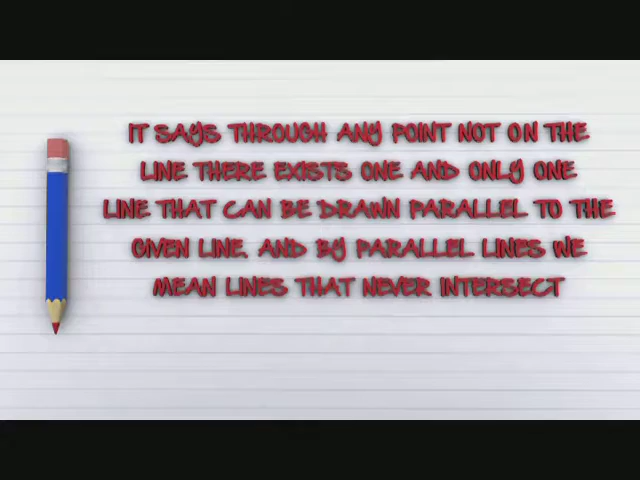 IT SAYS THROUGH ANY POINT NOT ON THE
LINE THERE EXISTS ONE AND ONLY ONE
LINE THAT CAN BE DRAWN PARALLEL TO THE
GIVEN LINE. AND BY PARALLEL LINES WE
MEAN LINES THAT NEVER INTERSECT